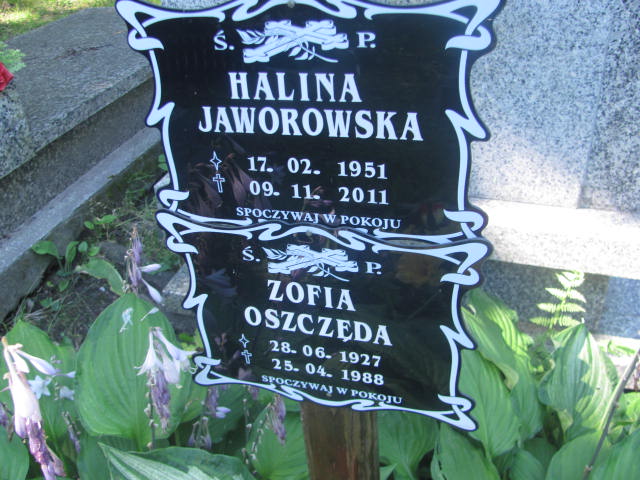 Ś. P.
HALINA
JAWOROWSKA
17. 02. 1951
09. 11. 2011
SPOCZYWAJ W POKOJU
Ś. P.
ZOFIA
OSZCZĘDA
28. 06. 1927
25. 04. 1988
SPOCZYWAJ W POKOJU